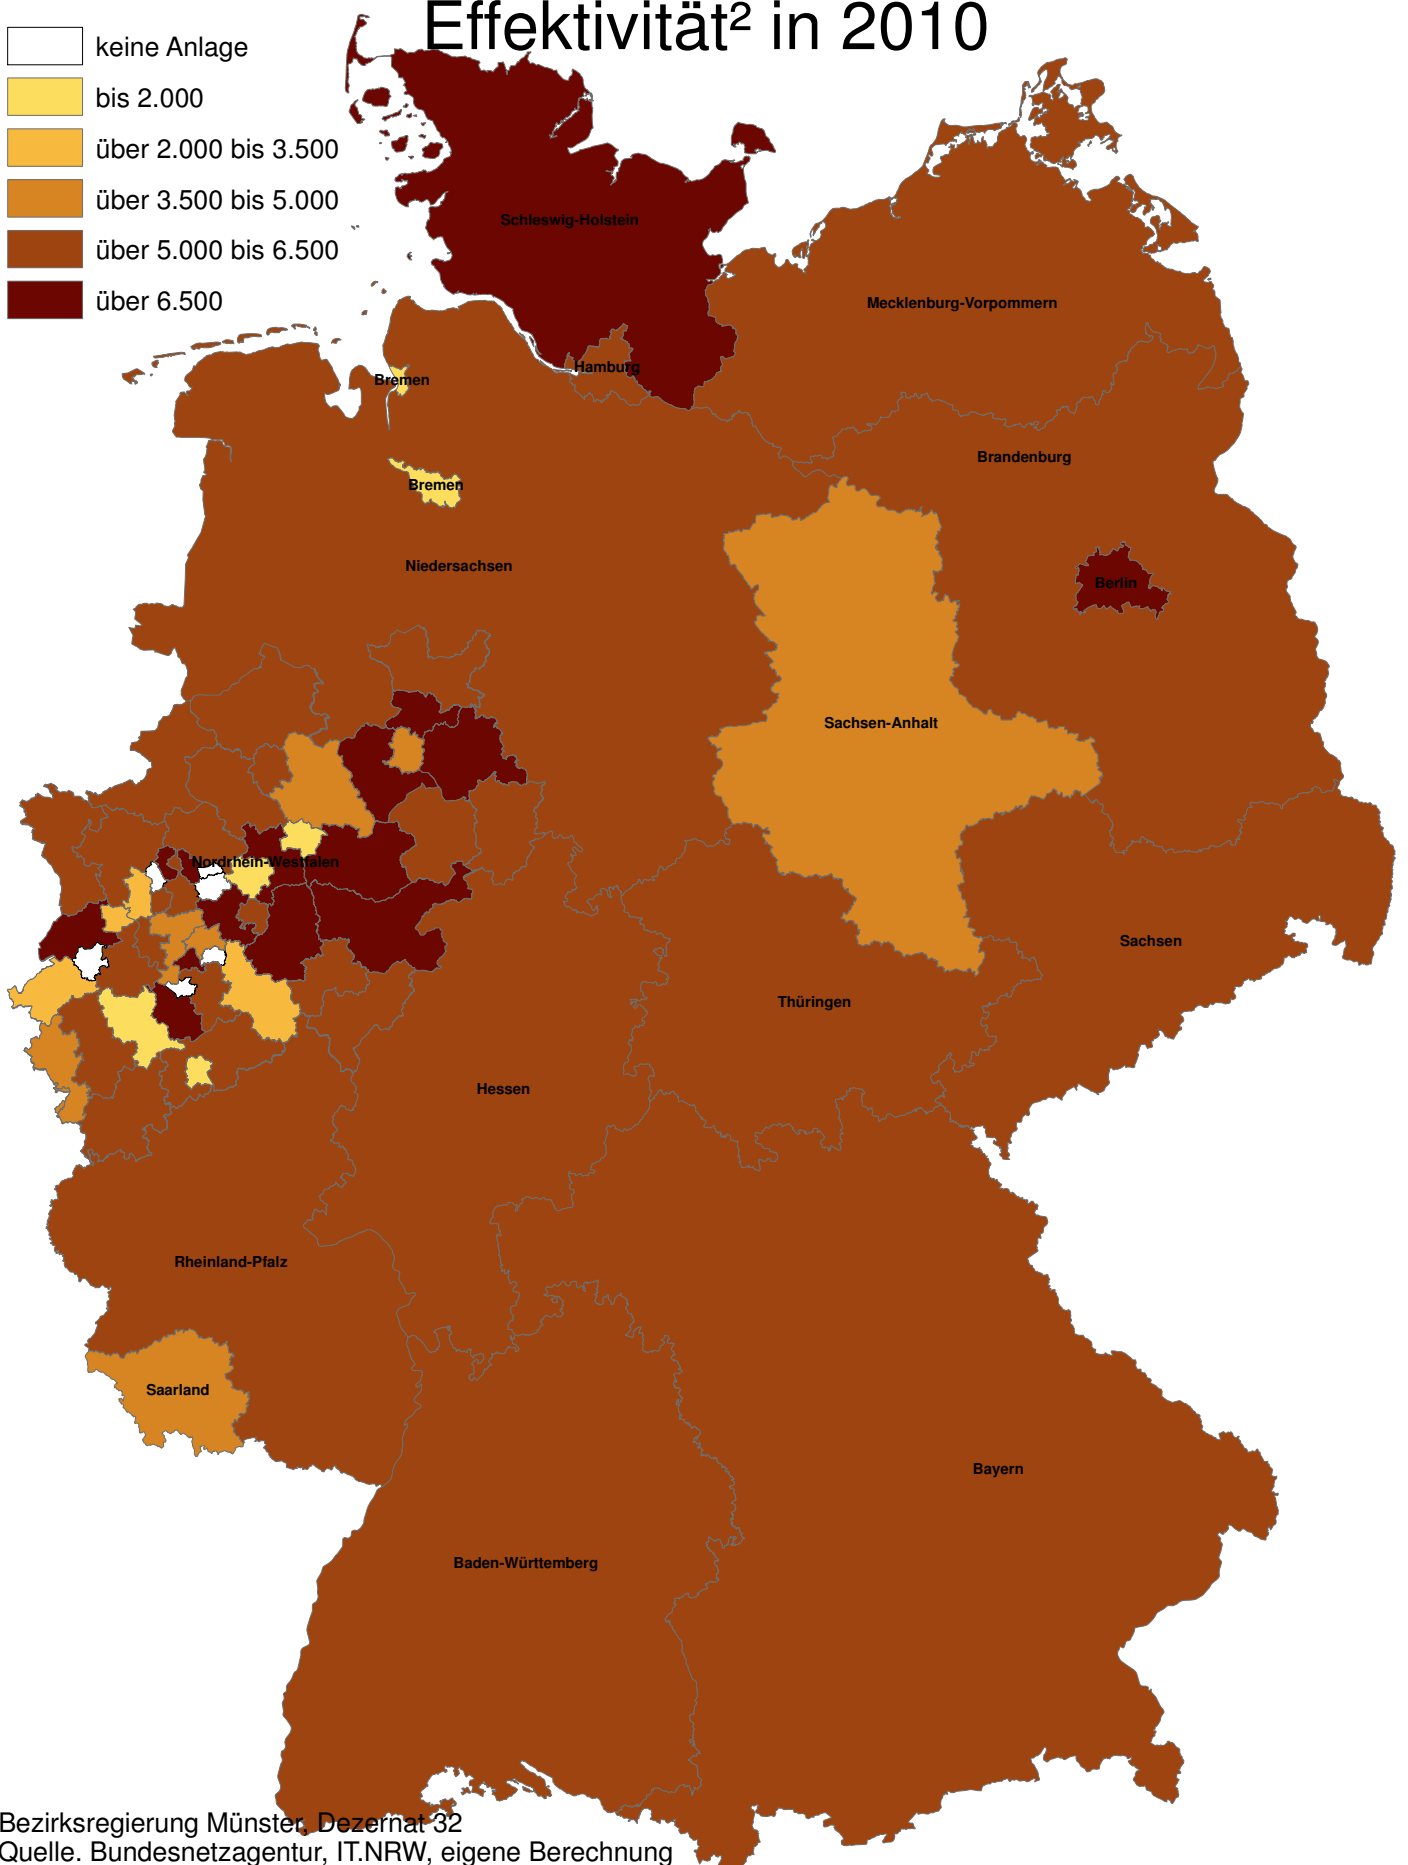 Effektivität² in 2010
keine Anlage
bis 2.000
über 2.000 bis 3.500
über 3.500 bis 5.000
über 5.000 bis 6.500
über 6.500
Schleswig-Holstein
Mecklenburg-Vorpommern
Hamburg
Bremen
Brandenburg
Bremen
Niedersachsen
Berlin
Sachsen-Anhalt
Nordrhein-Westfalen
Sachsen
Thüringen
Hessen
Rheinland-Pfalz
Saarland
Bayern
Baden-Württemberg
Bezirksregierung Münster, Dezernat 32
Quelle. Bundesnetzagentur, IT.NRW, eigene Berechnung